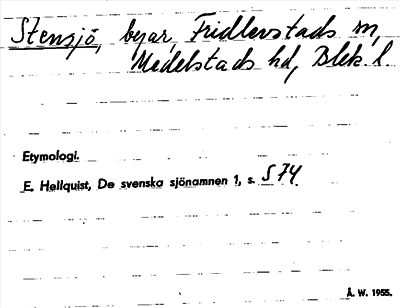 Stensjö, byar, Fridlevstads sn,
Medelstads hd, Blek. l.
Etymologi.
E. Hellquist, De svenska sjönamnen 1, s. 574
Å. W. 1955.